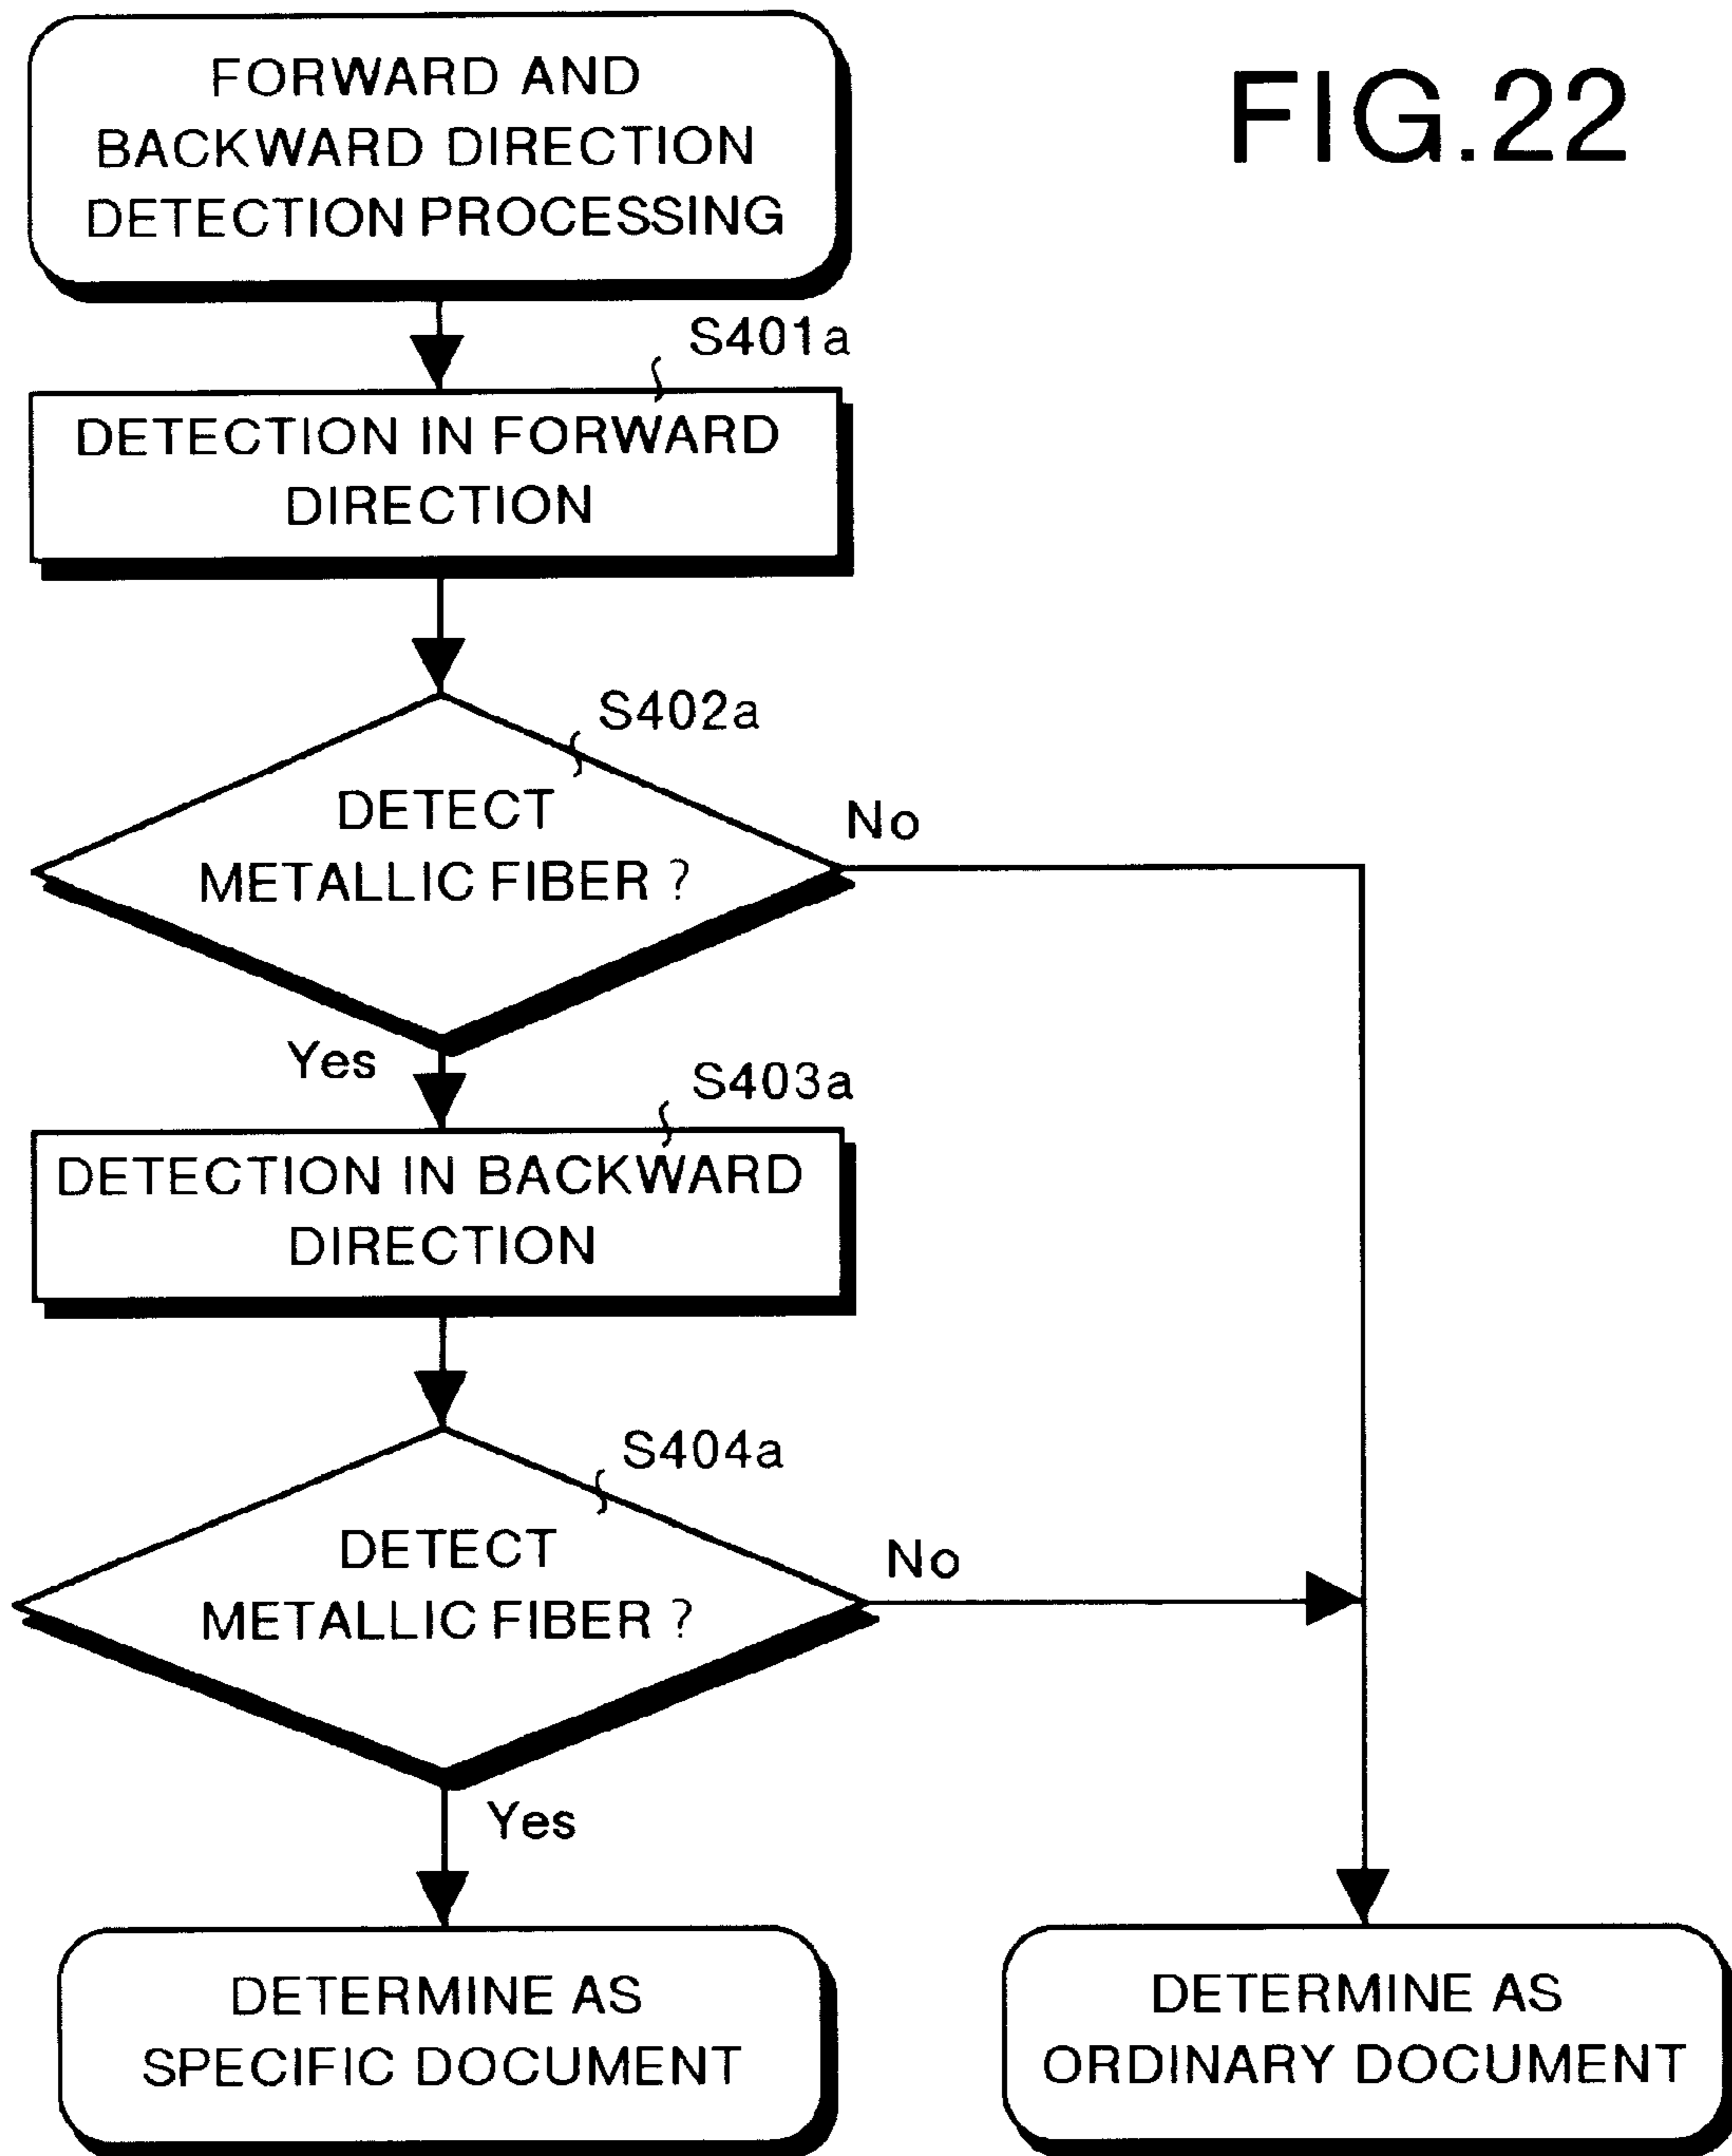 FIG.22
FORWARD AND
BACKWARD DIRECTION
DETECTION PROCESSING
S401a
DETECTION IN FORWARD
DIRECTION
S402a
DETECT
METALLIC FIBER ?
No
Yes
S403a
DETECTION IN BACKWARD
DIRECTION
S404a
DETECT
METALLIC FIBER ?
No
Yes
DETERMINE AS
SPECIFIC DOCUMENT
DETERMINE AS
ORDINARY DOCUMENT